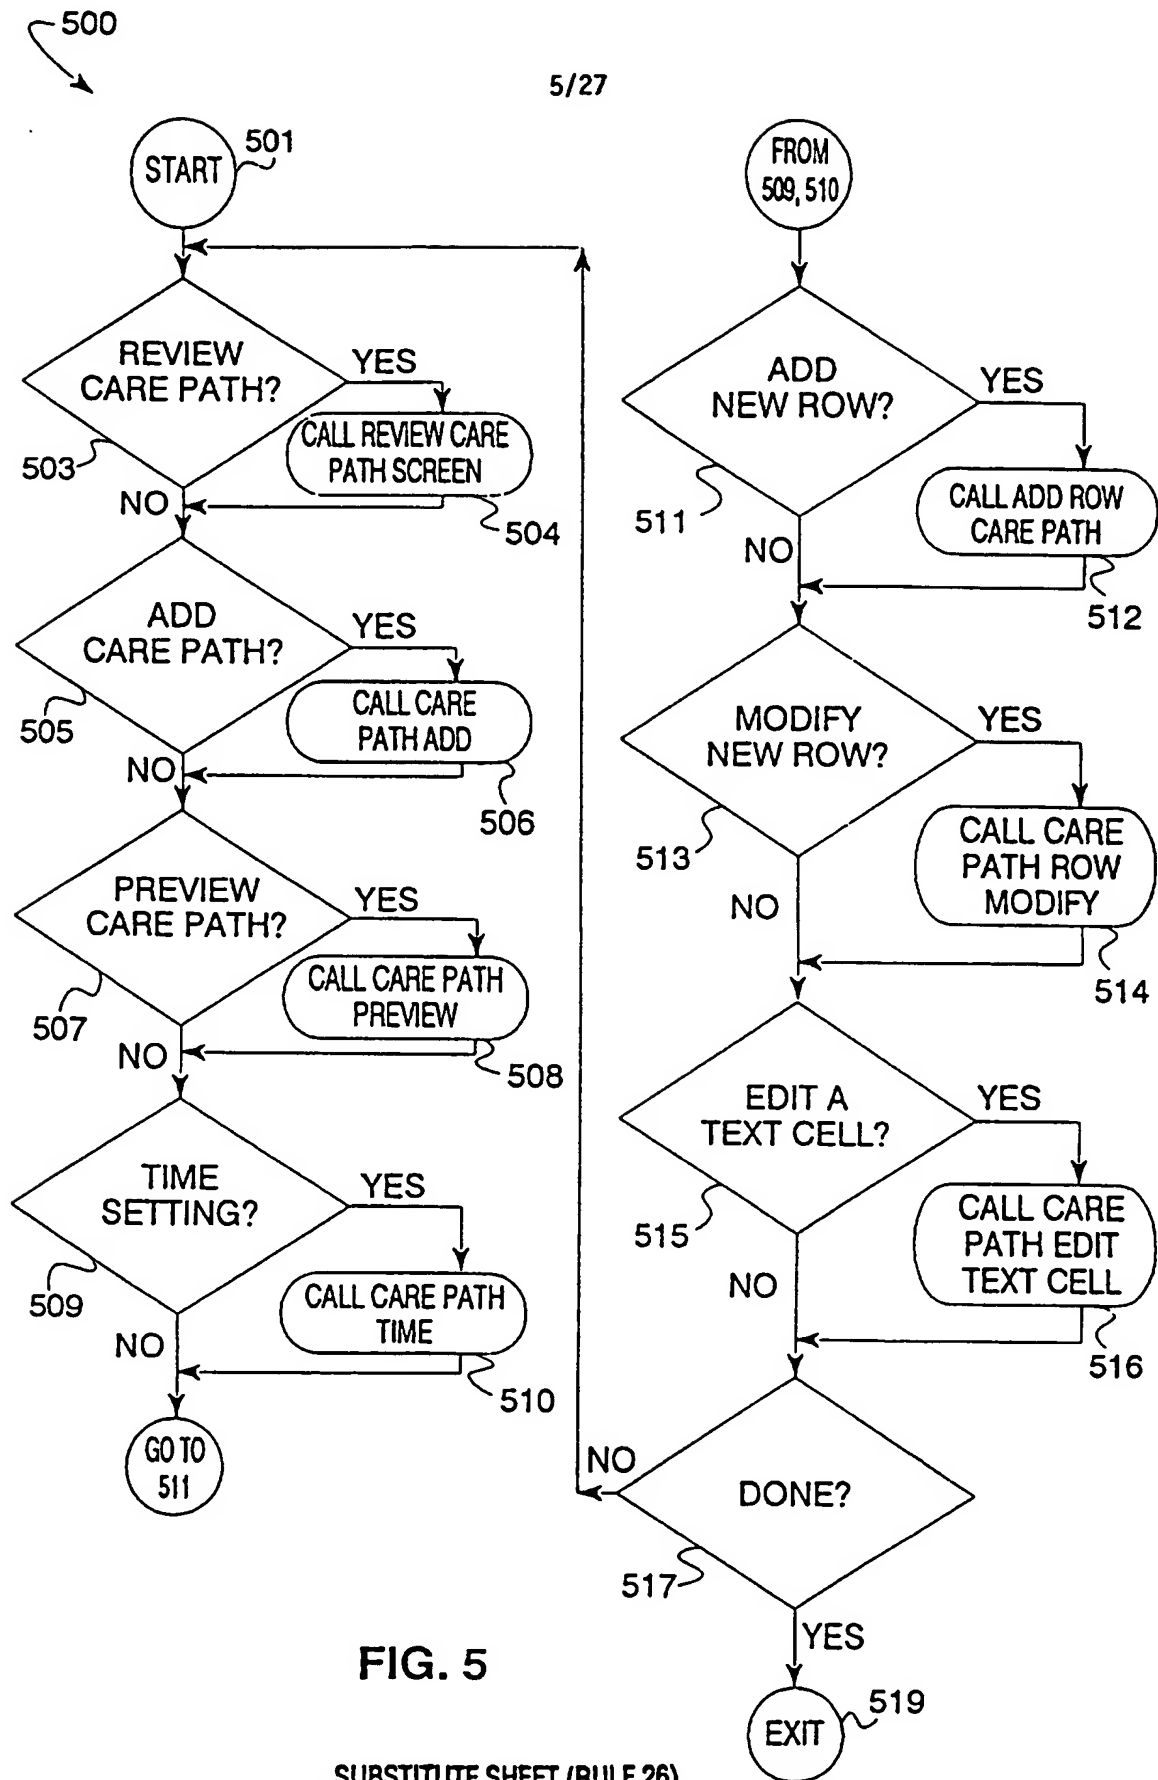 500
5/27
START
501
REVIEW
CARE PATH?
YES
503
CALL REVIEW CARE
PATH SCREEN
NO
504
ADD
CARE PATH?
YES
505
CALL CARE
PATH ADD
NO
506
PREVIEW
CARE PATH?
YES
507
CALL CARE PATH
PREVIEW
NO
508
TIME
SETTING?
YES
509
CALL CARE PATH
TIME
NO
510
GO TO
511
FROM
509, 510
ADD
NEW ROW?
YES
511
CALL ADD ROW
CARE PATH
NO
512
MODIFY
NEW ROW?
YES
513
CALL CARE
PATH ROW
MODIFY
NO
514
EDIT A
TEXT CELL?
YES
515
CALL CARE
PATH EDIT
TEXT CELL
NO
516
DONE?
NO
517
YES
EXIT
519
FIG. 5
SUBSTITUTE SHEET (RULE 26)